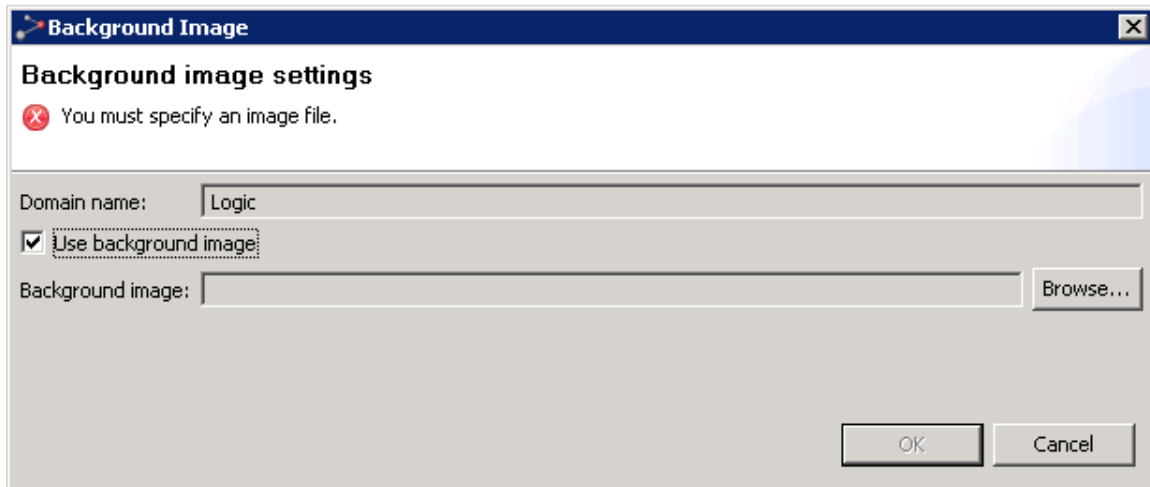 Background Image
Background image settings
You must specify an image file.
Domain name: Logic
Use background image
Background image: Browse...
OK Cancel